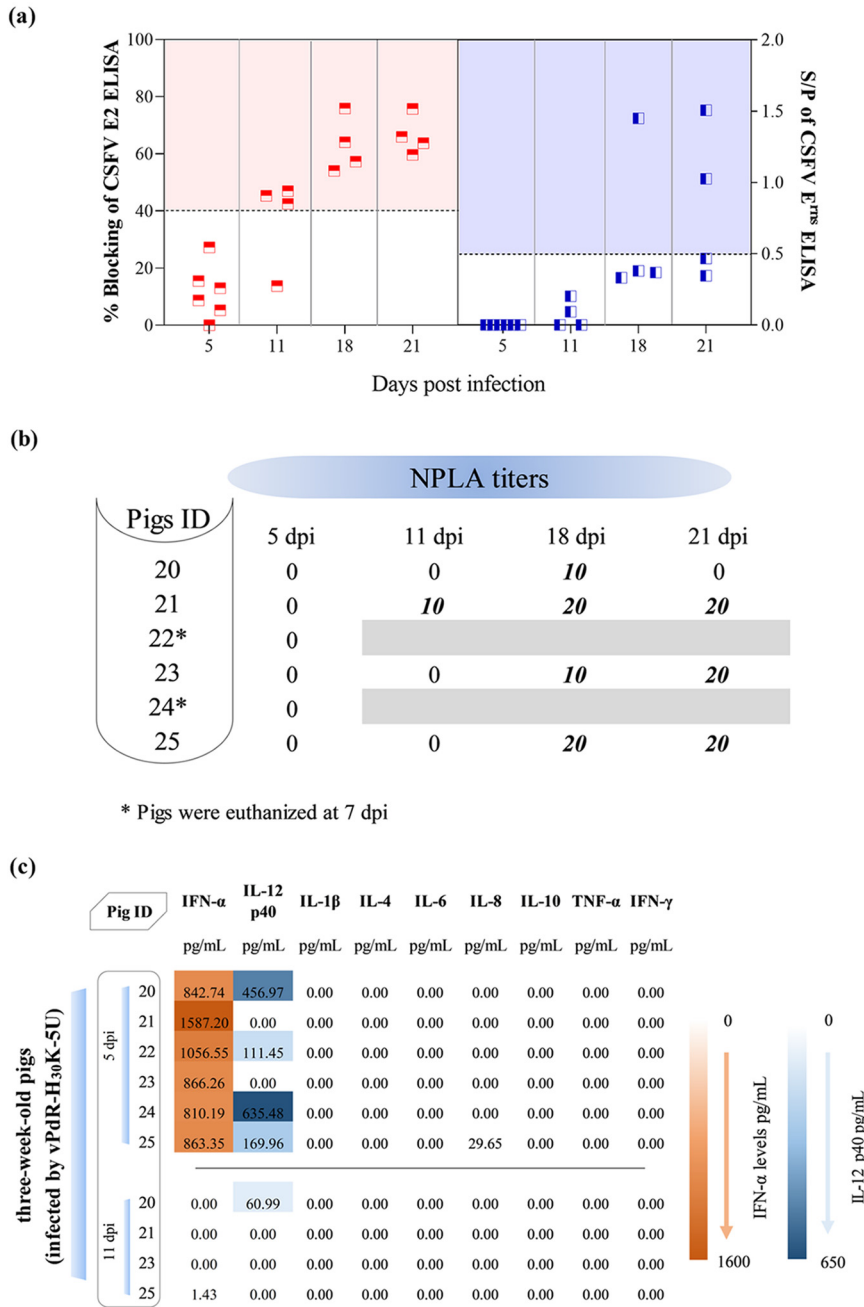 (a)
% Blocking of CSFV E2 ELISA
100
80
60
40
20
0
2.0
1.5
1.0
0.5
0.0
S/P of CSFV Erns ELISA
5 11 18 21 5 11 18 21
Days post infection
(b)
NPLA titers
Pigs ID 5 dpi 11 dpi 18 dpi 21 dpi
20 0 0 10 0
21 0 10 20 20
22* 0
23 0 0 10 20
24* 0
25 0 0 20 20
* Pigs were euthanized at 7 dpi
(c)
Pig ID IFN-α IL-12 p40 IL-1β IL-4 IL-6 IL-8 IL-10 TNF-α IFN-γ
pg/mL pg/mL pg/mL pg/mL pg/mL pg/mL pg/mL pg/mL pg/mL
three-week-old pigs
(infected by vPdR-H30K-5U)
5 dpi
20 842.74 456.97 0.00 0.00 0.00 0.00 0.00 0.00 0.00
21 1587.20 0.00 0.00 0.00 0.00 0.00 0.00 0.00 0.00
22 1056.55 111.45 0.00 0.00 0.00 0.00 0.00 0.00 0.00
23 866.26 0.00 0.00 0.00 0.00 0.00 0.00 0.00 0.00
24 810.19 635.48 0.00 0.00 0.00 0.00 0.00 0.00 0.00
25 863.35 169.96 0.00 0.00 0.00 29.65 0.00 0.00 0.00
11 dpi
20 0.00 60.99 0.00 0.00 0.00 0.00 0.00 0.00 0.00
21 0.00 0.00 0.00 0.00 0.00 0.00 0.00 0.00 0.00
23 0.00 0.00 0.00 0.00 0.00 0.00 0.00 0.00 0.00
25 1.43 0.00 0.00 0.00 0.00 0.00 0.00 0.00 0.00
0
IFN-α levels pg/mL
1600
0
IL-12 p40 pg/mL
650